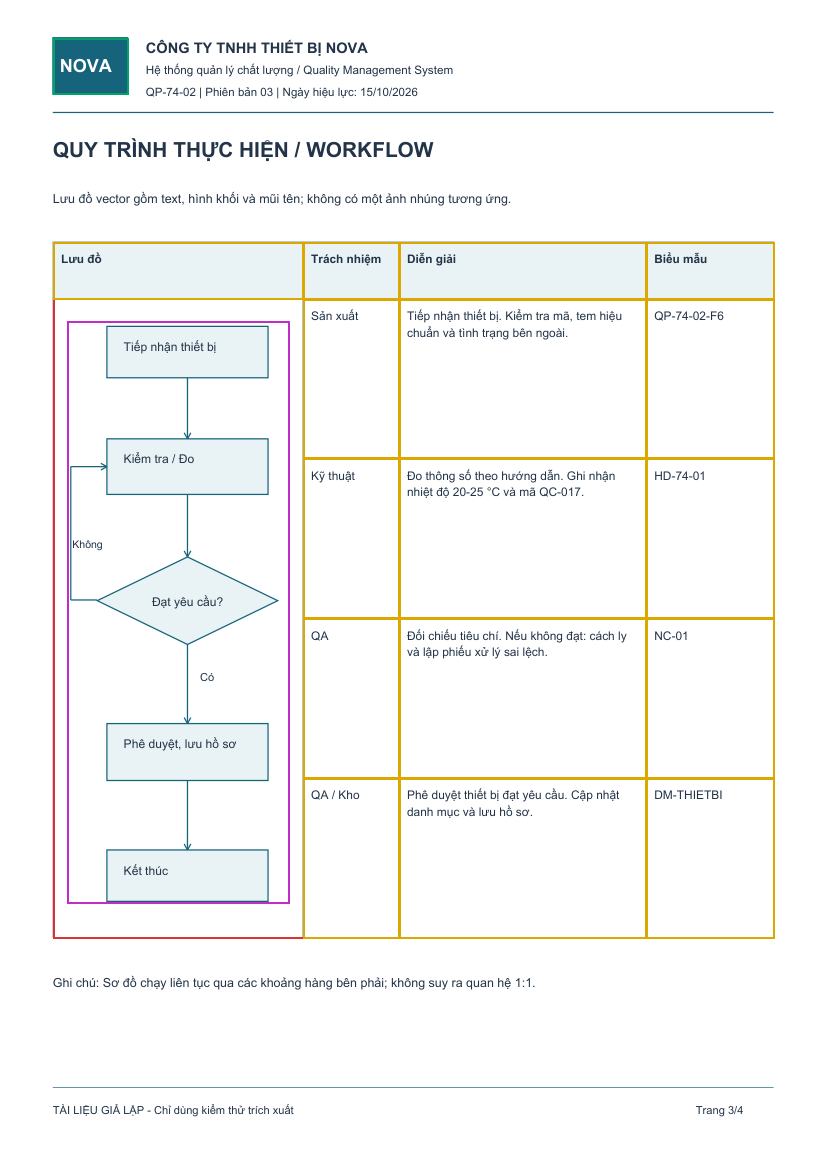 NOVA
CÔNG TY TNHH THIẾT BỊ NOVA
Hệ thống quản lý chất lượng / Quality Management System
QP-74-02 | Phiên bản 03 | Ngày hiệu lực: 15/10/2026
QUY TRÌNH THỰC HIỆN / WORKFLOW
Lưu đồ vector gồm text, hình khối và mũi tên; không có một ảnh nhúng tương ứng.
Lưu đồ
Trách nhiệm
Diễn giải
Biểu mẫu
Tiếp nhận thiết bị
Kiểm tra / Đo
Không
Đạt yêu cầu?
Có
Phê duyệt, lưu hồ sơ
Kết thúc
Sản xuất
Tiếp nhận thiết bị. Kiểm tra mã, tem hiệu
chuẩn và tình trạng bên ngoài.
QP-74-02-F6
Kỹ thuật
Đo thông số theo hướng dẫn. Ghi nhận
nhiệt độ 20-25 °C và mã QC-017.
HD-74-01
QA
Đối chiếu tiêu chí. Nếu không đạt: cách ly
và lập phiếu xử lý sai lệch.
NC-01
QA / Kho
Phê duyệt thiết bị đạt yêu cầu. Cập nhật
danh mục và lưu hồ sơ.
DM-THIETBI
Ghi chú: Sơ đồ chạy liên tục qua các khoảng hàng bên phải; không suy ra quan hệ 1:1.
TÀI LIỆU GIẢ LẬP - Chỉ dùng kiểm thử trích xuất
Trang 3/4